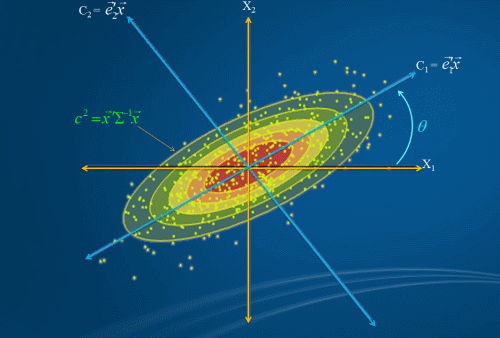 C₂ = e⃗₂'x⃗
X₂
C₁ = e⃗₁'x⃗
c² = x⃗'Σ⁻¹x⃗
θ
X₁